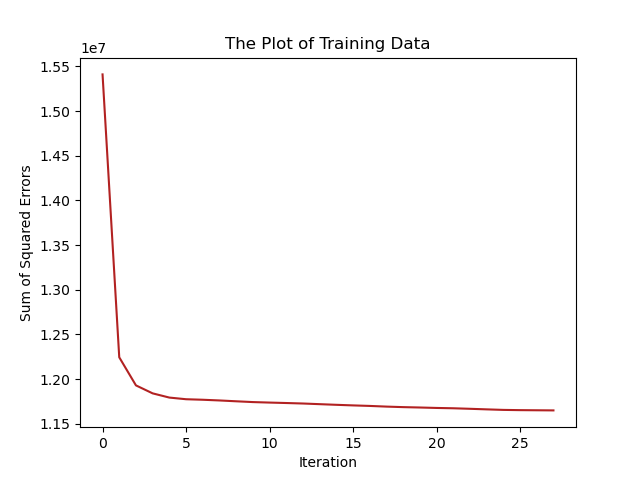 The Plot of Training Data
1e7
1.55
1.50
1.45
1.40
1.35
1.30
1.25
1.20
1.15
Sum of Squared Errors
0 5 10 15 20 25
Iteration